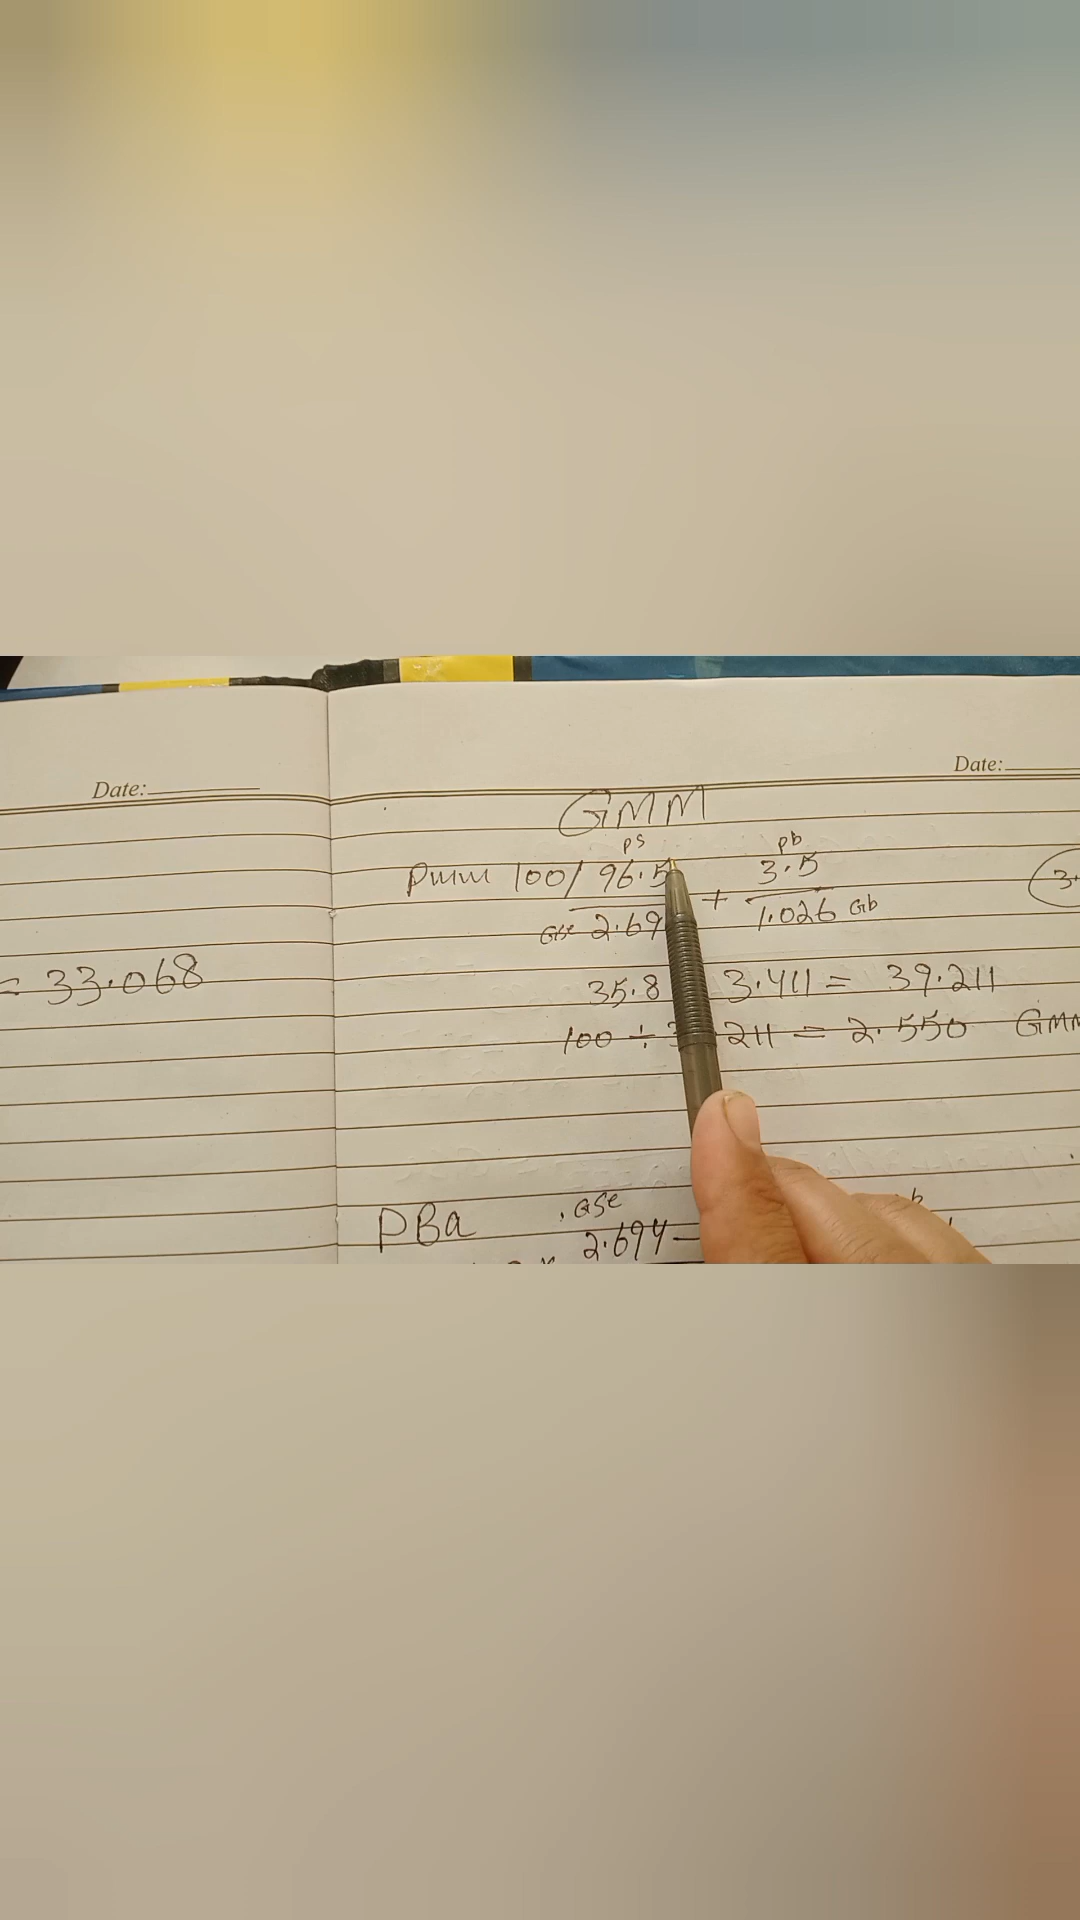 Date:
Date:
GMM
Ps Pb
Pmm 100/ 96.5 + 3.5
Gse 2.69 1.026 Gb
= 33.068
35.8 3.411 = 39.211
100 ÷ 211 = 2.550 GMM
PBa Gse
2.694 -